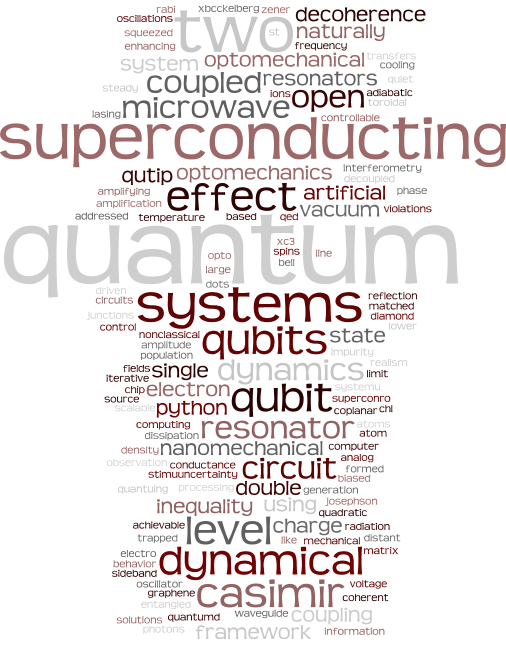 rabi xbcckelberg zener
oscillations two decoherence
squeezed st naturally
enhancing frequency
system optomechanical transfers
cooling
steady coupled resonators quiet
ions open adiabatic
lasing microwave toroidal
controllable
superconducting
qutip optomechanics interferometry
decoupled
amplifying effect artificial phase
amplification vacuum violations
addressed temperature based qed
quantum
xc3
opto spins line
large bell
dots
driven systems reflection
circuits matched
junctions diamond
control qubits state lower
nonclassical
amplitude impurity
population dynamics realism
fields single limit
iterative electron qubit systemu
chip superconro
source python coplanar chi
scalable resonator atoms
computing atom
dissipation
density nanomechanical computer
analog
observation conductance circuit formed
stimuuncertainty biased
quantuing processing double generation
inequality using josephson
quadratic
achievable level charge radiation
trapped like mechanical distant
electro dynamical matrix
behavior
sideband
oscillator casimir voltage
graphene coherent
entangled
solutions quantumd waveguide coupling
photons framework information